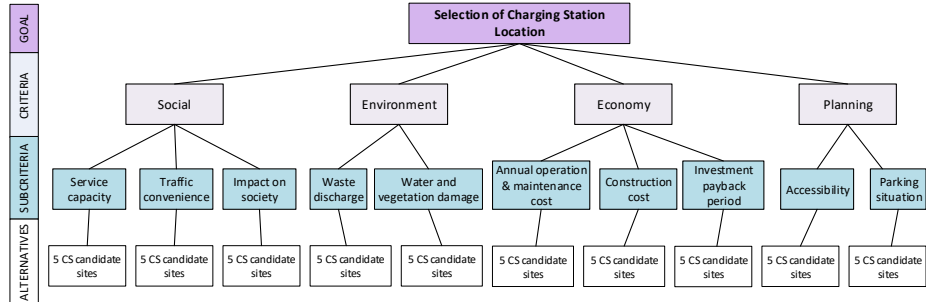 GOAL
Selection of Charging Station
Location
CRITERIA
Social
Environment
Economy
Planning
SUBCRITERIA
Service
capacity
Traffic
convenience
Impact on
society
Waste
discharge
Water and
vegetation damage
Annual operation
& maintenance
cost
Construction
cost
Investment
payback
period
Accessibility
Parking
situation
ALTERNATIVES
5 CS candidate
sites
5 CS candidate
sites
5 CS candidate
sites
5 CS candidate
sites
5 CS candidate
sites
5 CS candidate
sites
5 CS candidate
sites
5 CS candidate
sites
5 CS candidate
sites
5 CS candidate
sites